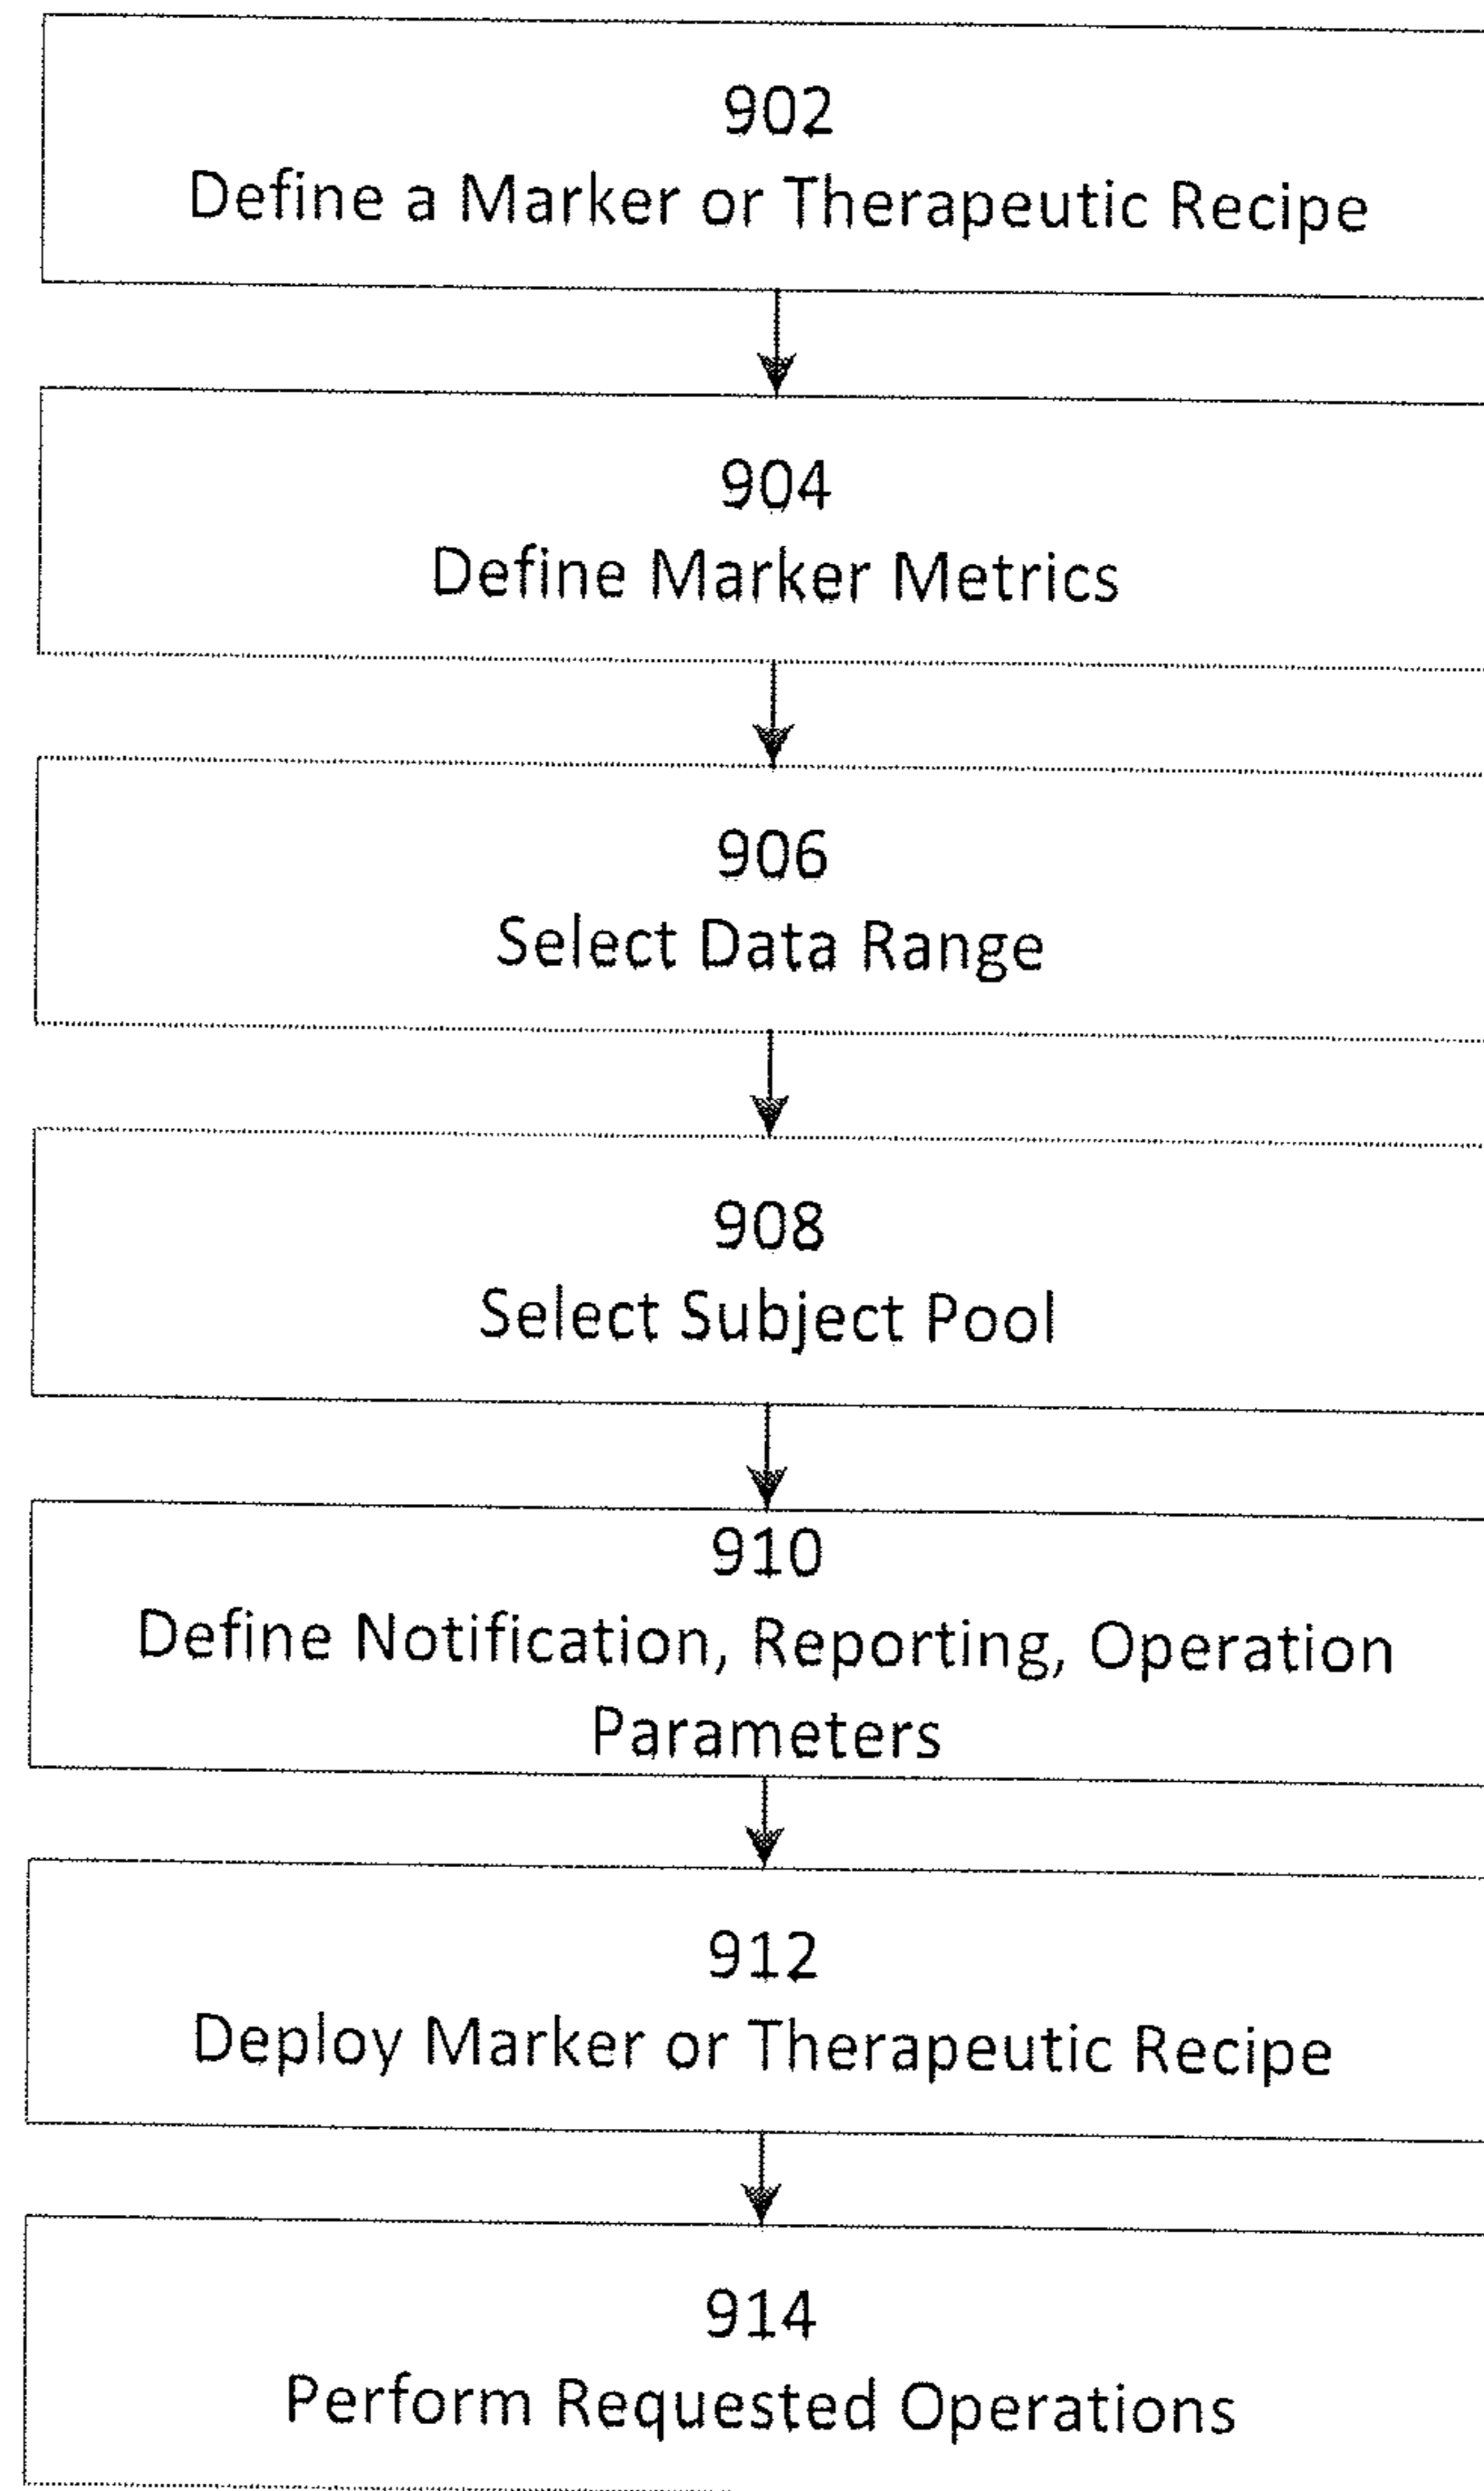 902
Define a Marker or Therapeutic Recipe
904
Define Marker Metrics
906
Select Data Range
908
Select Subject Pool
910
Define Notification, Reporting, Operation
Parameters
912
Deploy Marker or Therapeutic Recipe
914
Perform Requested Operations